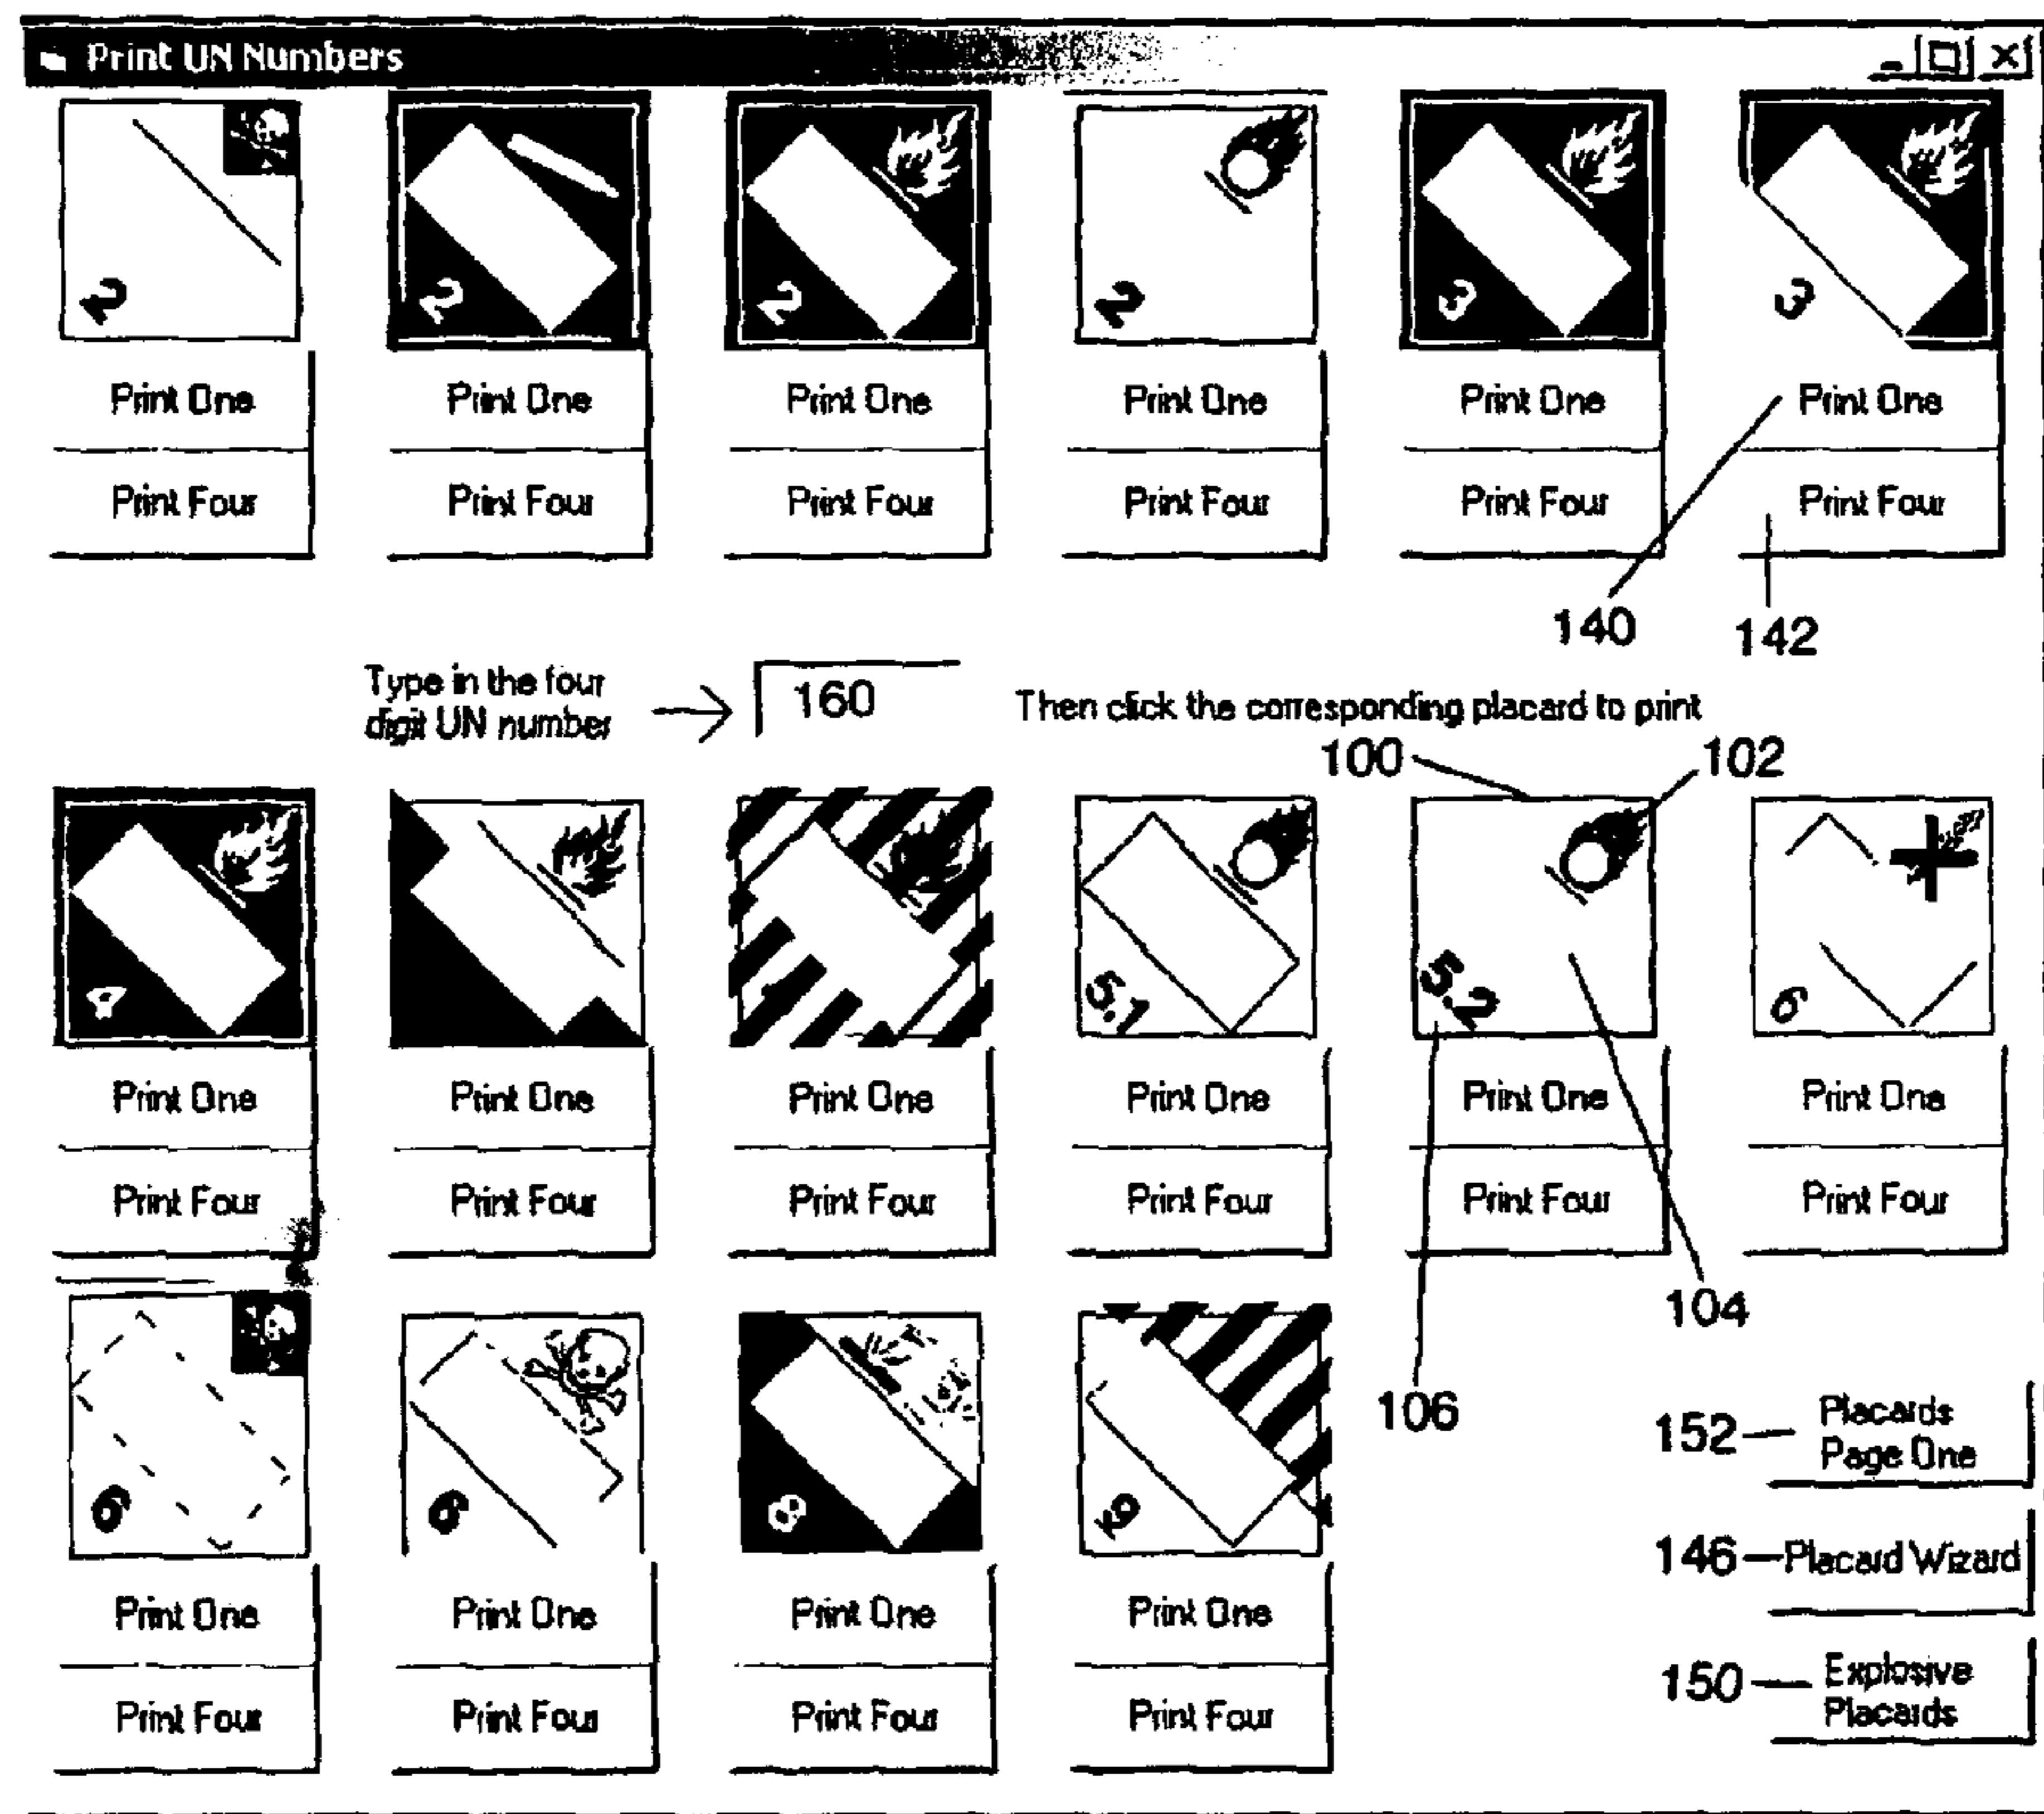 Print UN Numbers
2 2 2 2 3 3
Print One Print One Print One Print One Print One Print One
Print Four Print Four Print Four Print Four Print Four Print Four
140 142
Type in the four
digit UN number
160
Then click the corresponding placard to print
100 102
4 5.1 5.2 6
Print One Print One Print One Print One Print One Print One
Print Four Print Four Print Four Print Four Print Four Print Four
104
6 6 8 9
106
152 Placards
Page One
146 Placard Wizard
Print One Print One Print One Print One
150 Explosive
Placards
Print Four Print Four Print Four Print Four